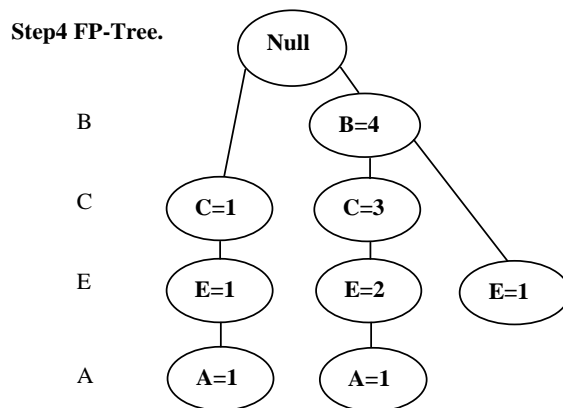 Step4 FP-Tree.
Null
B
B=4
C
C=1
C=3
E
E=1
E=2
E=1
A
A=1
A=1